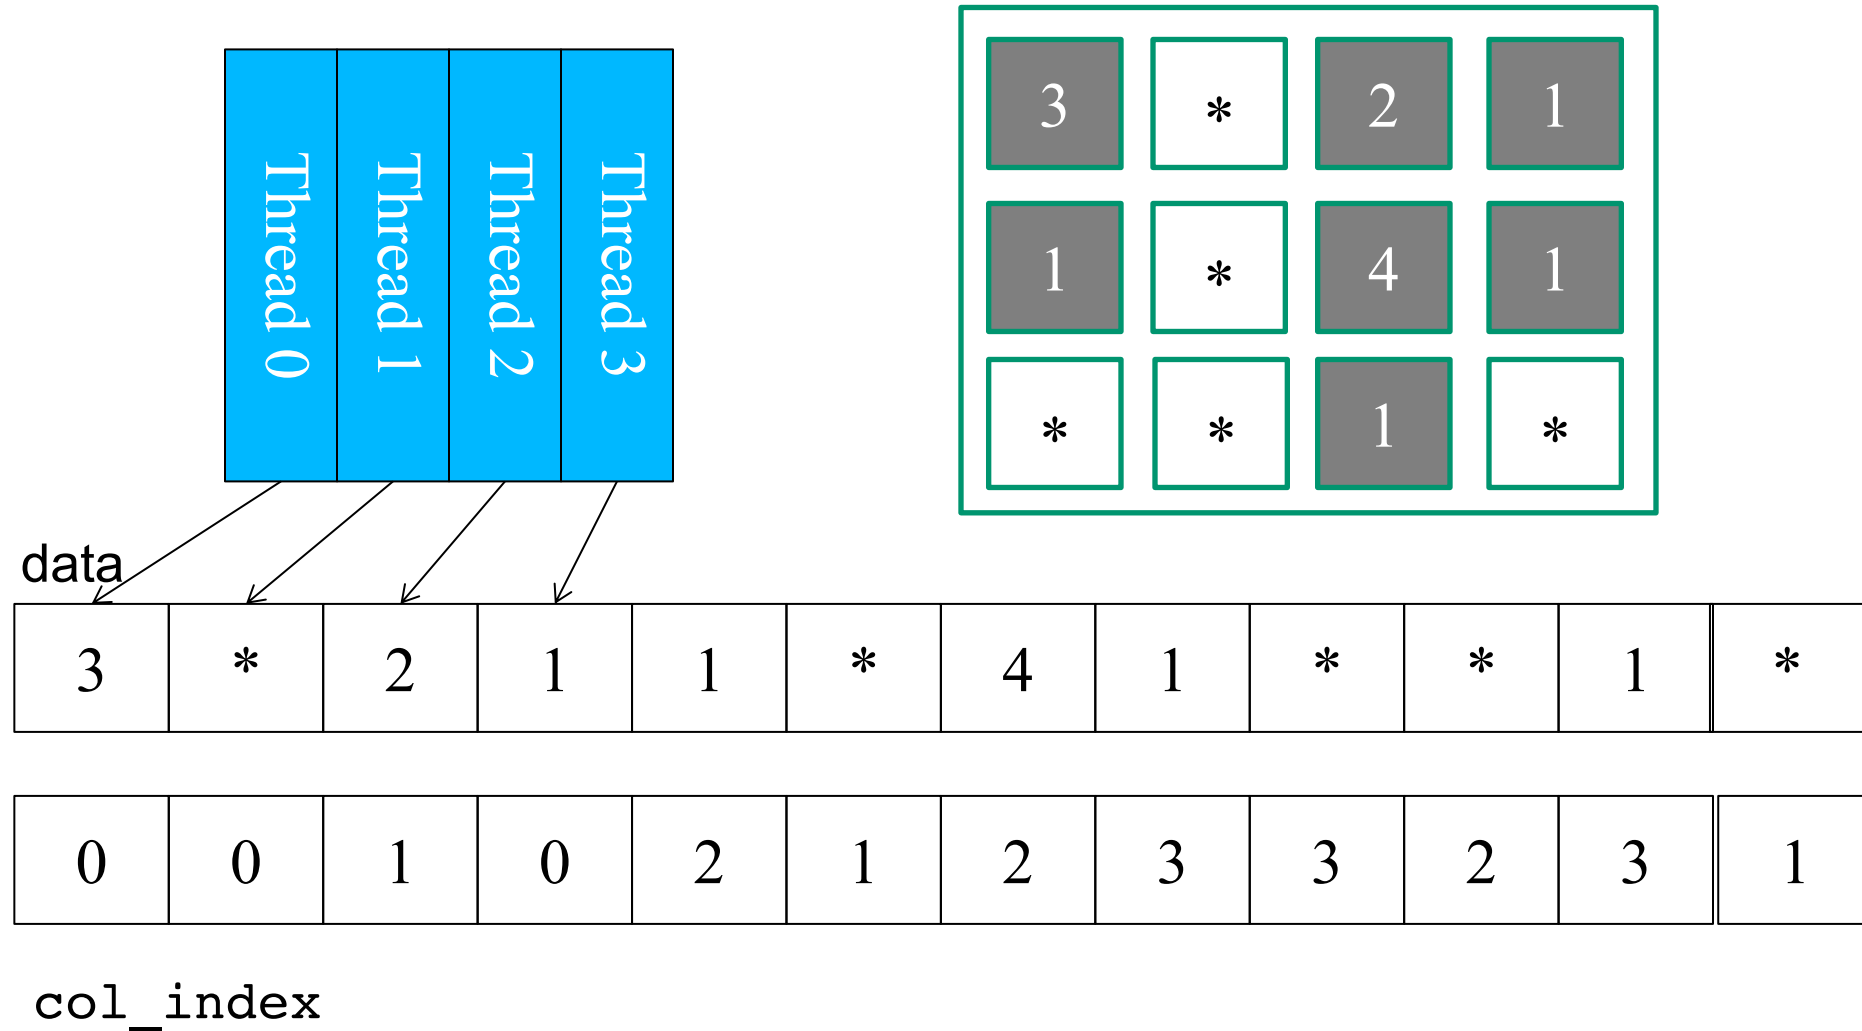 Thread 0
Thread 1
Thread 2
Thread 3
3 * 2 1
1 * 4 1
* * 1 *
data
3 * 2 1 1 * 4 1 * * 1 *
0 0 1 0 2 1 2 3 3 2 3 1
col_index